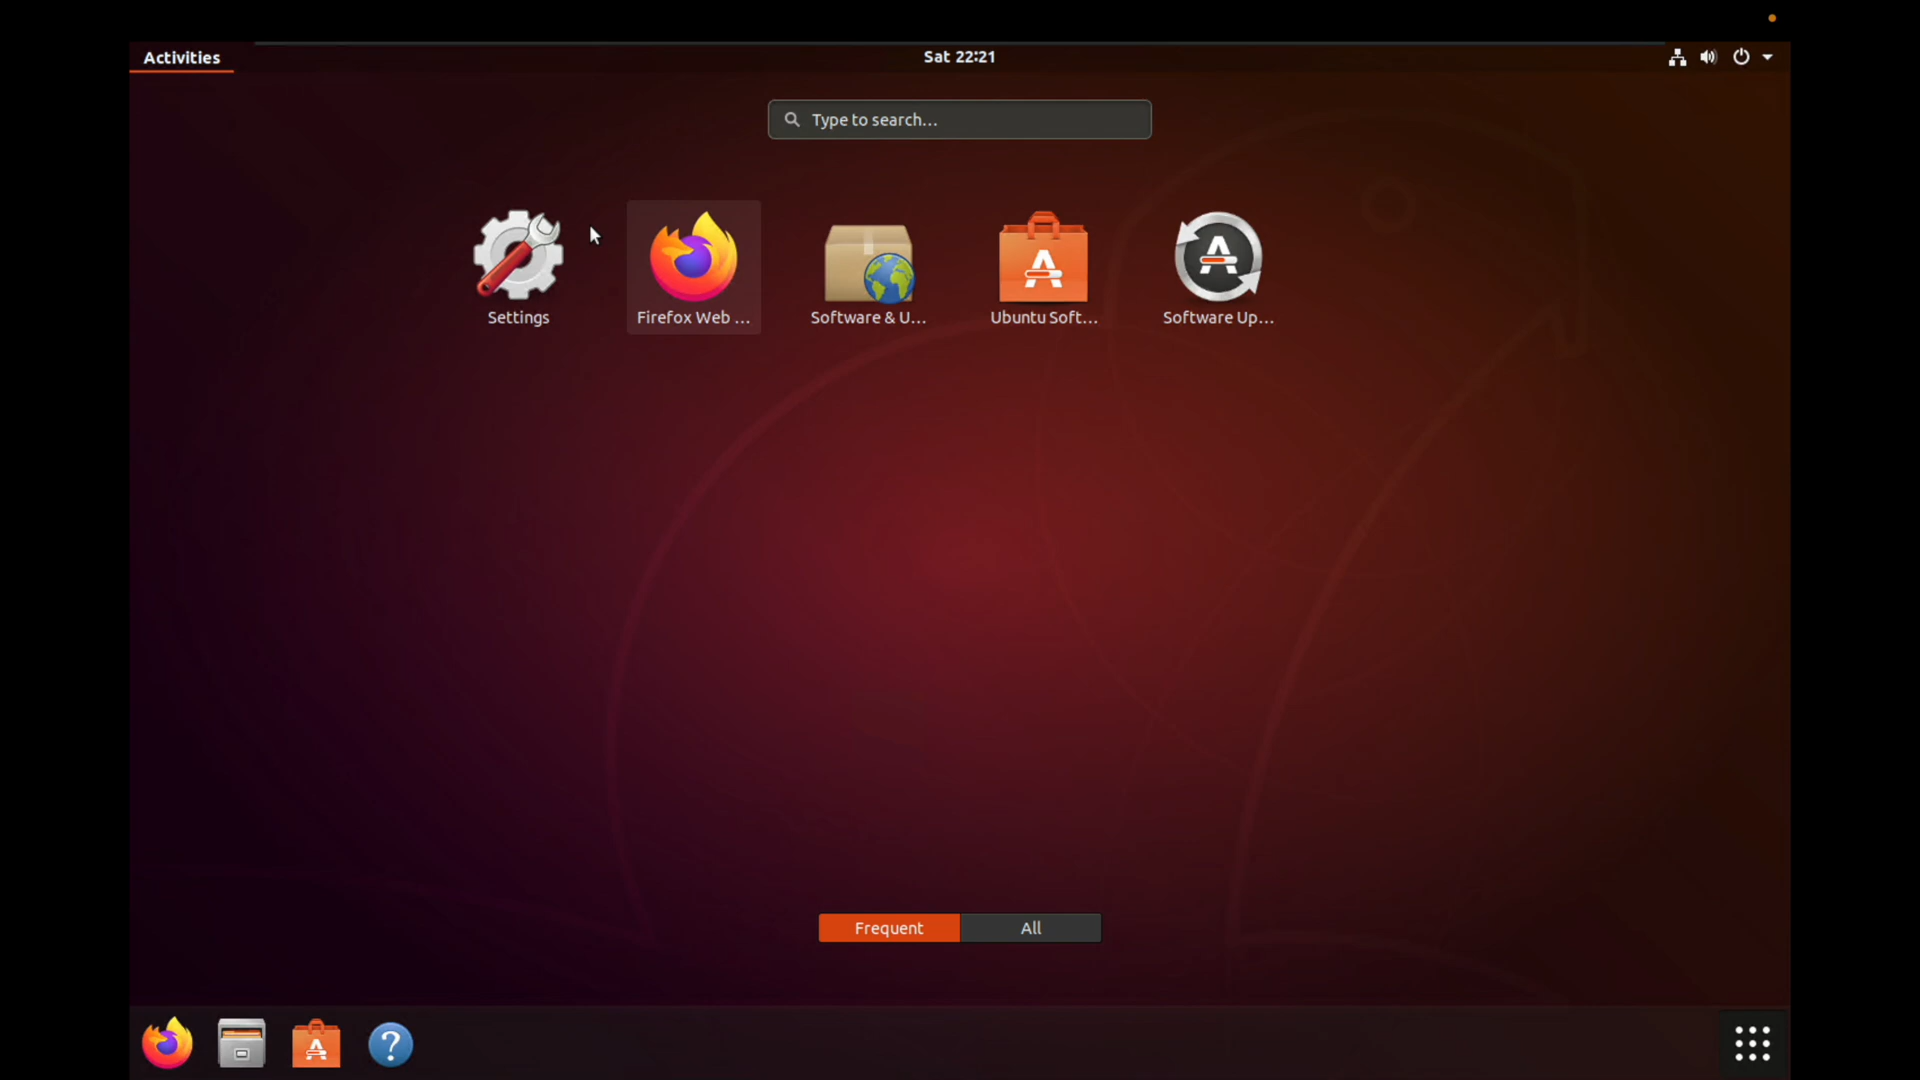 Activities
Sat 22:21
Type to search...
Settings
Firefox Web ...
Software & U...
Ubuntu Soft...
Software Up...
Frequent
All